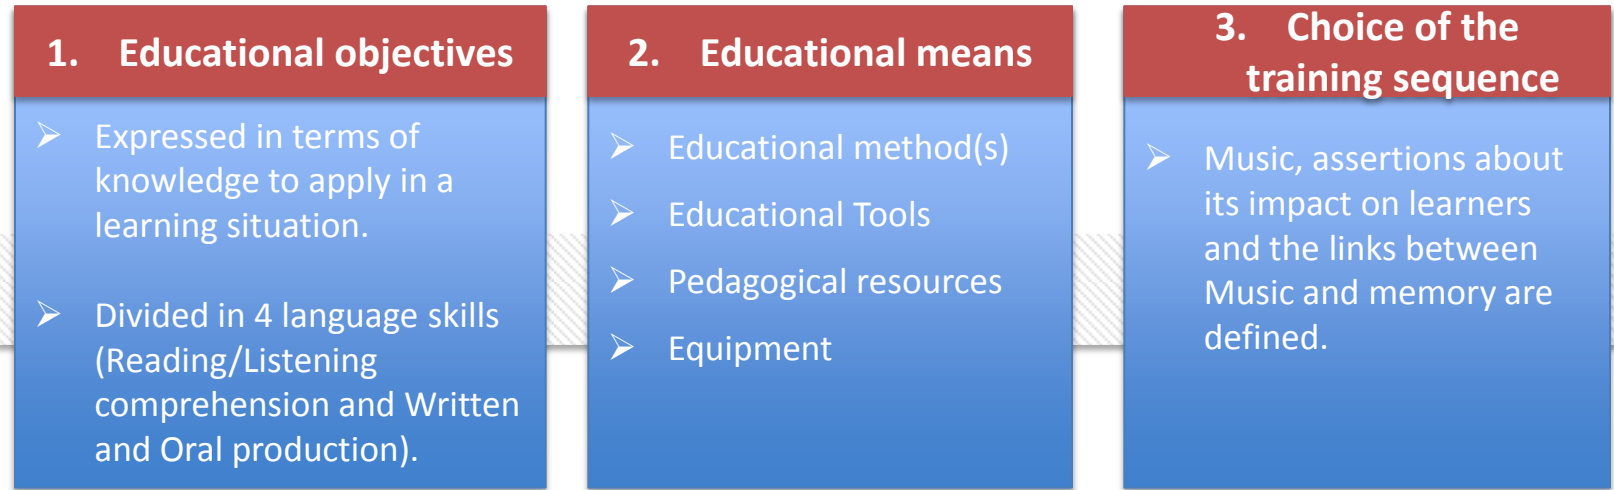 1. Educational objectives
➢ Expressed in terms of
knowledge to apply in a
learning situation.
➢ Divided in 4 language skills
(Reading/Listening
comprehension and Written
and Oral production).
2. Educational means
➢ Educational method(s)
➢ Educational Tools
➢ Pedagogical resources
➢ Equipment
3. Choice of the
training sequence
➢ Music, assertions about
its impact on learners
and the links between
Music and memory are
defined.